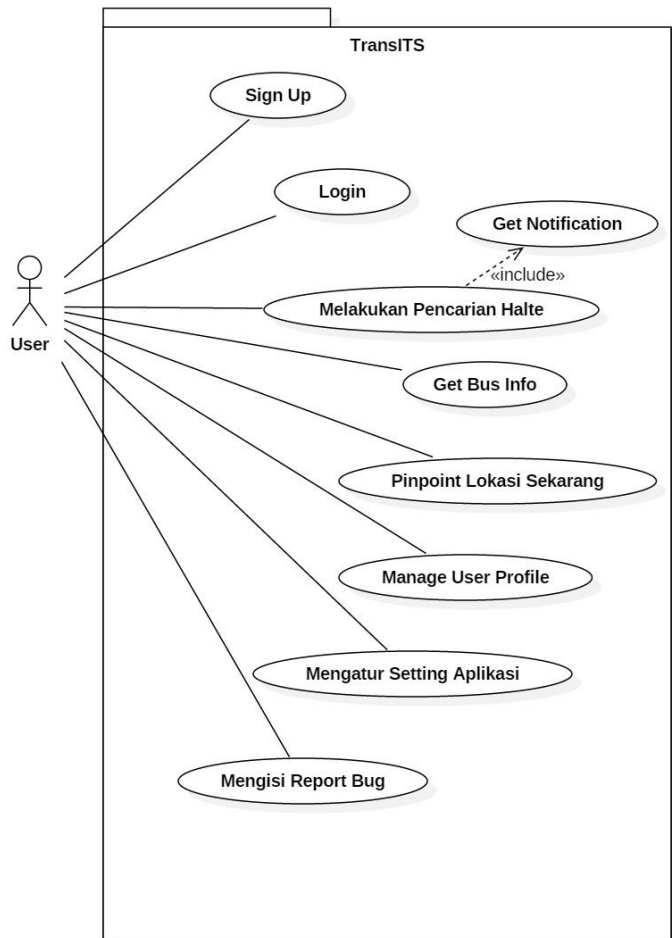 TransITS
Sign Up
Login
Get Notification
«include»
Melakukan Pencarian Halte
User
Get Bus Info
Pinpoint Lokasi Sekarang
Manage User Profile
Mengatur Setting Aplikasi
Mengisi Report Bug